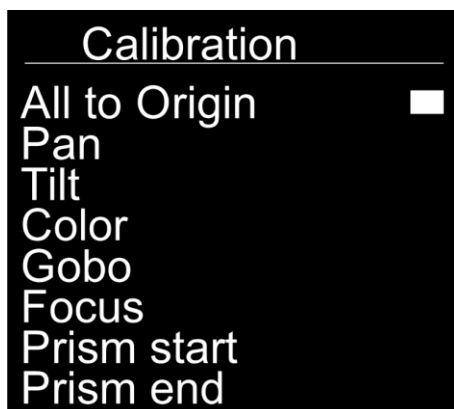 Calibration
All to Origin
Pan
Tilt
Color
Gobo
Focus
Prism start
Prism end